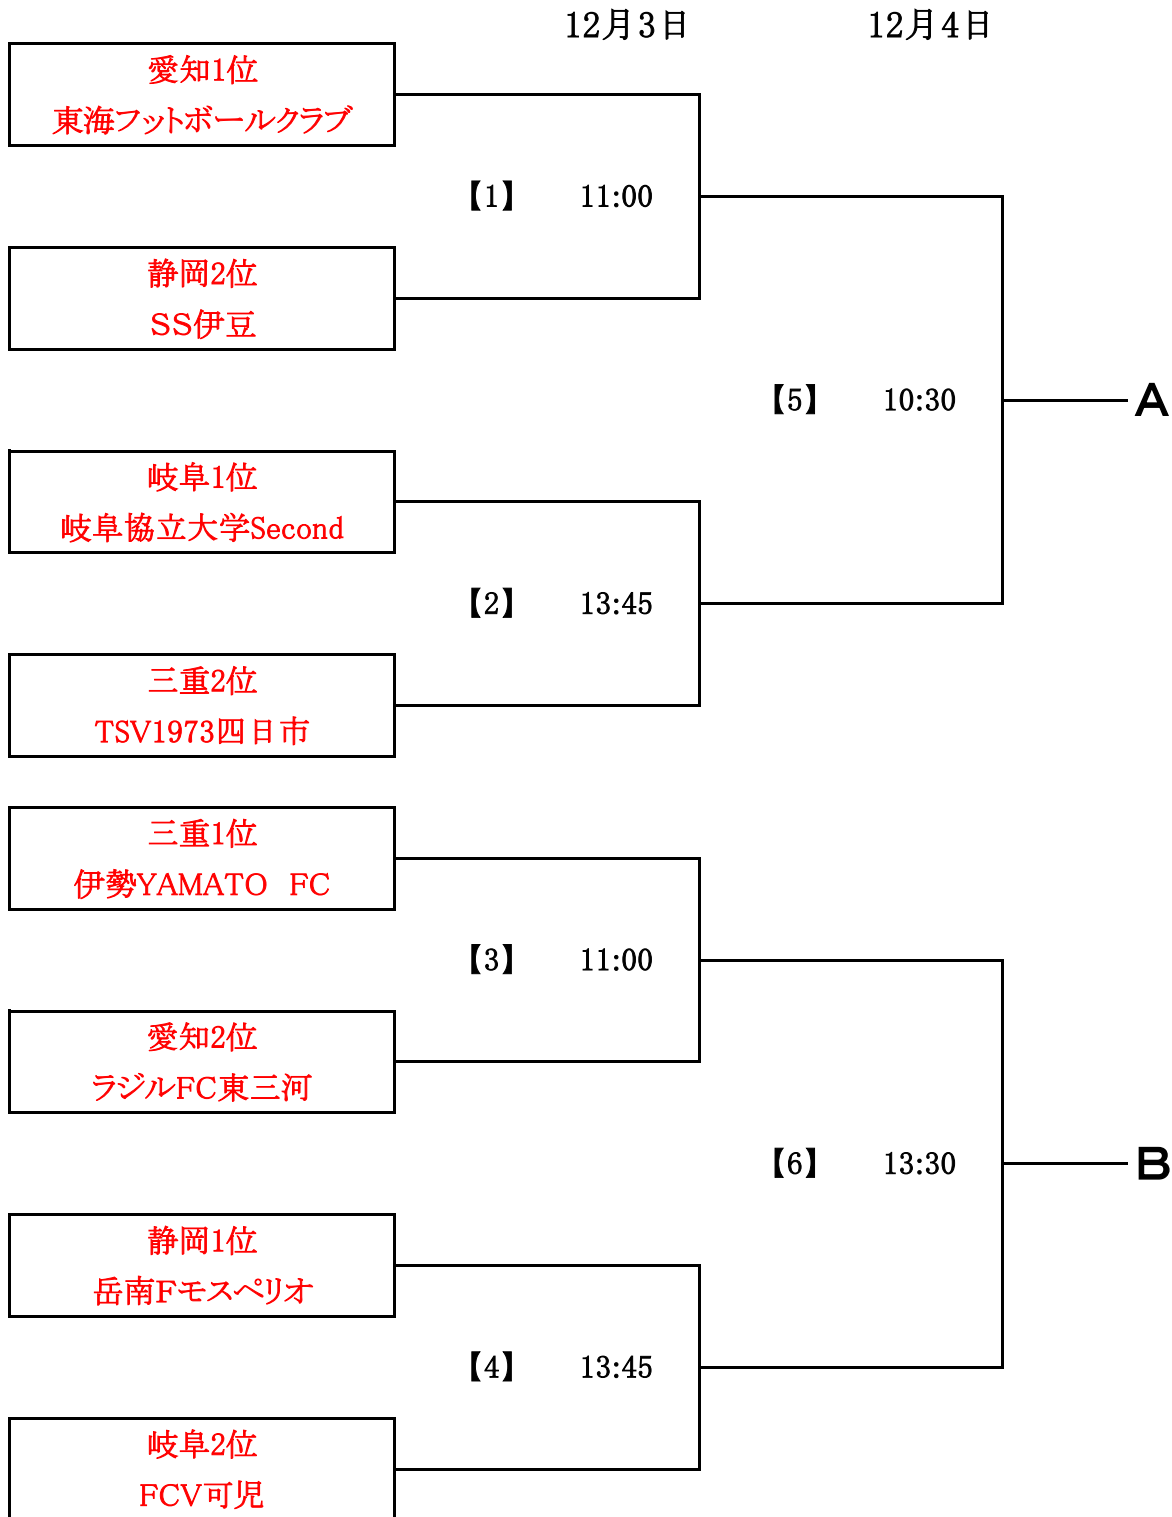 12月3日 12月4日
愛知1位
東海フットボールクラブ
【1】 11:00
静岡2位
SS伊豆
【5】 10:30 A
岐阜1位
岐阜協立大学Second
【2】 13:45
三重2位
TSV1973四日市
三重1位
伊勢YAMATO　FC
【3】 11:00
愛知2位
ラジルFC東三河
【6】 13:30 B
静岡1位
岳南Fモスペリオ
【4】 13:45
岐阜2位
FCV可児